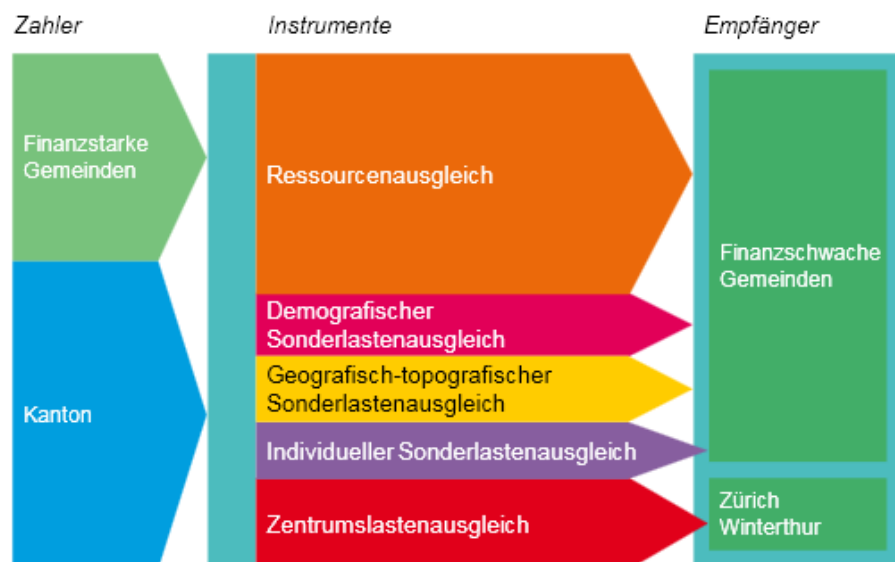 Zahler
Instrumente
Empfänger
Finanzstarke
Gemeinden
Kanton
Ressourcenausgleich
Demografischer
Sonderlastenausgleich
Geografisch-topografischer
Sonderlastenausgleich
Individueller Sonderlastenausgleich
Zentrumslastenausgleich
Finanzschwache
Gemeinden
Zürich
Winterthur